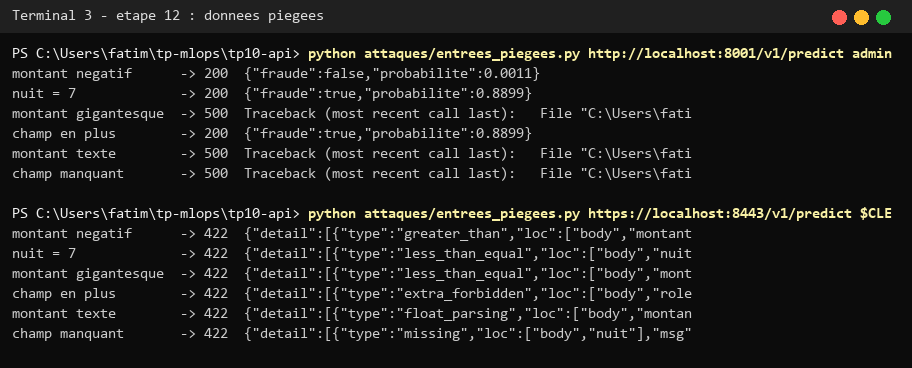 Terminal 3 - etape 12 : donnees piegees
PS C:\Users\fatim\tp-mlops\tp10-api> python attaques/entrees_piegees.py http://localhost:8001/v1/predict admin
montant negatif      -> 200  {"fraude":false,"probabilite":0.0011}
nuit = 7             -> 200  {"fraude":true,"probabilite":0.8899}
montant gigantesque  -> 500  Traceback (most recent call last):   File "C:\Users\fati
champ en plus        -> 200  {"fraude":true,"probabilite":0.8899}
montant texte        -> 500  Traceback (most recent call last):   File "C:\Users\fati
champ manquant       -> 500  Traceback (most recent call last):   File "C:\Users\fati
PS C:\Users\fatim\tp-mlops\tp10-api> python attaques/entrees_piegees.py https://localhost:8443/v1/predict $CLE
montant negatif      -> 422  {"detail":[{"type":"greater_than","loc":["body","montant
nuit = 7             -> 422  {"detail":[{"type":"less_than_equal","loc":["body","nuit
montant gigantesque  -> 422  {"detail":[{"type":"less_than_equal","loc":["body","mont
champ en plus        -> 422  {"detail":[{"type":"extra_forbidden","loc":["body","role
montant texte        -> 422  {"detail":[{"type":"float_parsing","loc":["body","montan
champ manquant       -> 422  {"detail":[{"type":"missing","loc":["body","nuit"],"msg"